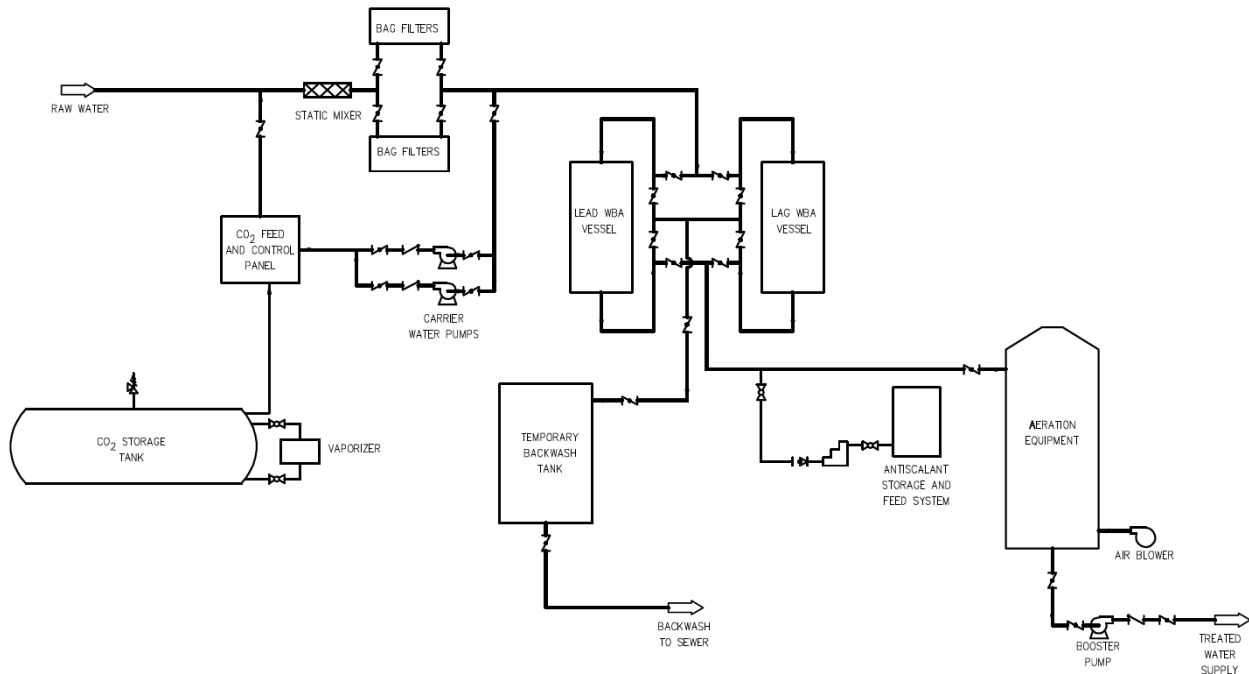 BAG FILTERS
RAW WATER
STATIC MIXER
BAG FILTERS
LEAD WBA
VESSEL
LAG WBA
VESSEL
CO2 FEED
AND CONTROL
PANEL
CARRIER
WATER PUMPS
CO2 STORAGE
TANK
VAPORIZER
TEMPORARY
BACKWASH
TANK
ANTISCALANT
STORAGE AND
FEED SYSTEM
AERATION
EQUIPMENT
AIR BLOWER
BACKWASH
TO SEWER
BOOSTER
PUMP
TREATED
WATER
SUPPLY